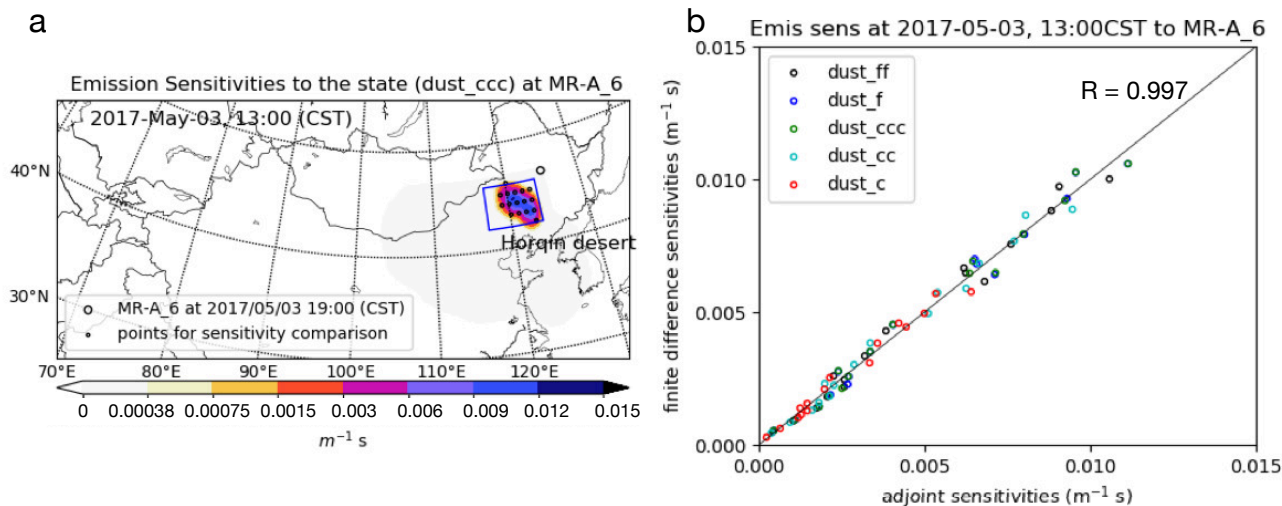 a
Emission Sensitivities to the state (dust_ccc) at MR-A_6
2017-May-03, 13:00 (CST)
40°N
30°N
Horqin desert
MR-A_6 at 2017/05/03 19:00 (CST)
points for sensitivity comparison
70°E 80°E 90°E 100°E 110°E 120°E
0 0.00038 0.00075 0.0015 0.003 0.006 0.009 0.012 0.015
m⁻¹ s
b
Emis sens at 2017-05-03, 13:00CST to MR-A_6
R = 0.997
dust_ff
dust_f
dust_ccc
dust_cc
dust_c
finite difference sensitivities (m⁻¹ s)
0.015
0.010
0.005
0.000
0.000 0.005 0.010 0.015
adjoint sensitivities (m⁻¹ s)